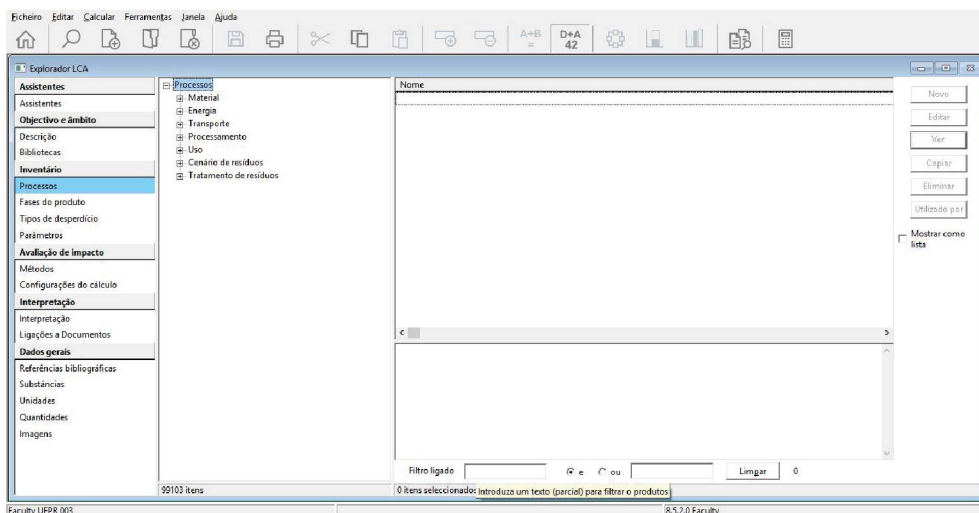 Ficheiro Editar Calcular Ferramentas Janela Ajuda
A+B
=
D+A
42
Explorador LCA
Assistentes
Assistentes
Objectivo e âmbito
Descrição
Bibliotecas
Inventário
Processos
Fases do produto
Tipos de desperdício
Parâmetros
Avaliação de impacto
Métodos
Configurações do cálculo
Interpretação
Interpretação
Ligações a Documentos
Dados gerais
Referências bibliográficas
Substâncias
Unidades
Quantidades
Imagens
Processos
Material
Energia
Transporte
Processamento
Uso
Cenário de resíduos
Tratamento de resíduos
99103 itens
Nome
Filtro ligado e ou Limpar 0
0 itens seleccionados
Introduza um texto (parcial) para filtrar o produtos
Novo
Editar
Ver
Copiar
Eliminar
Utilizado por
Mostrar como
lista
Faculty UFPR 003 8.5.2.0 Faculty